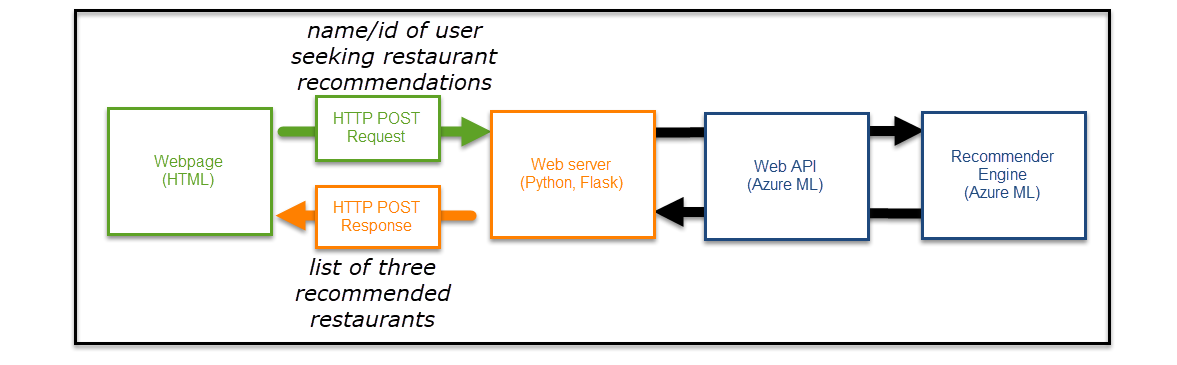 name/id of user
seeking restaurant
recommendations
HTTP POST
Request
Webpage
(HTML)
Web server
(Python, Flask)
Web API
(Azure ML)
Recommender
Engine
(Azure ML)
HTTP POST
Response
list of three
recommended
restaurants